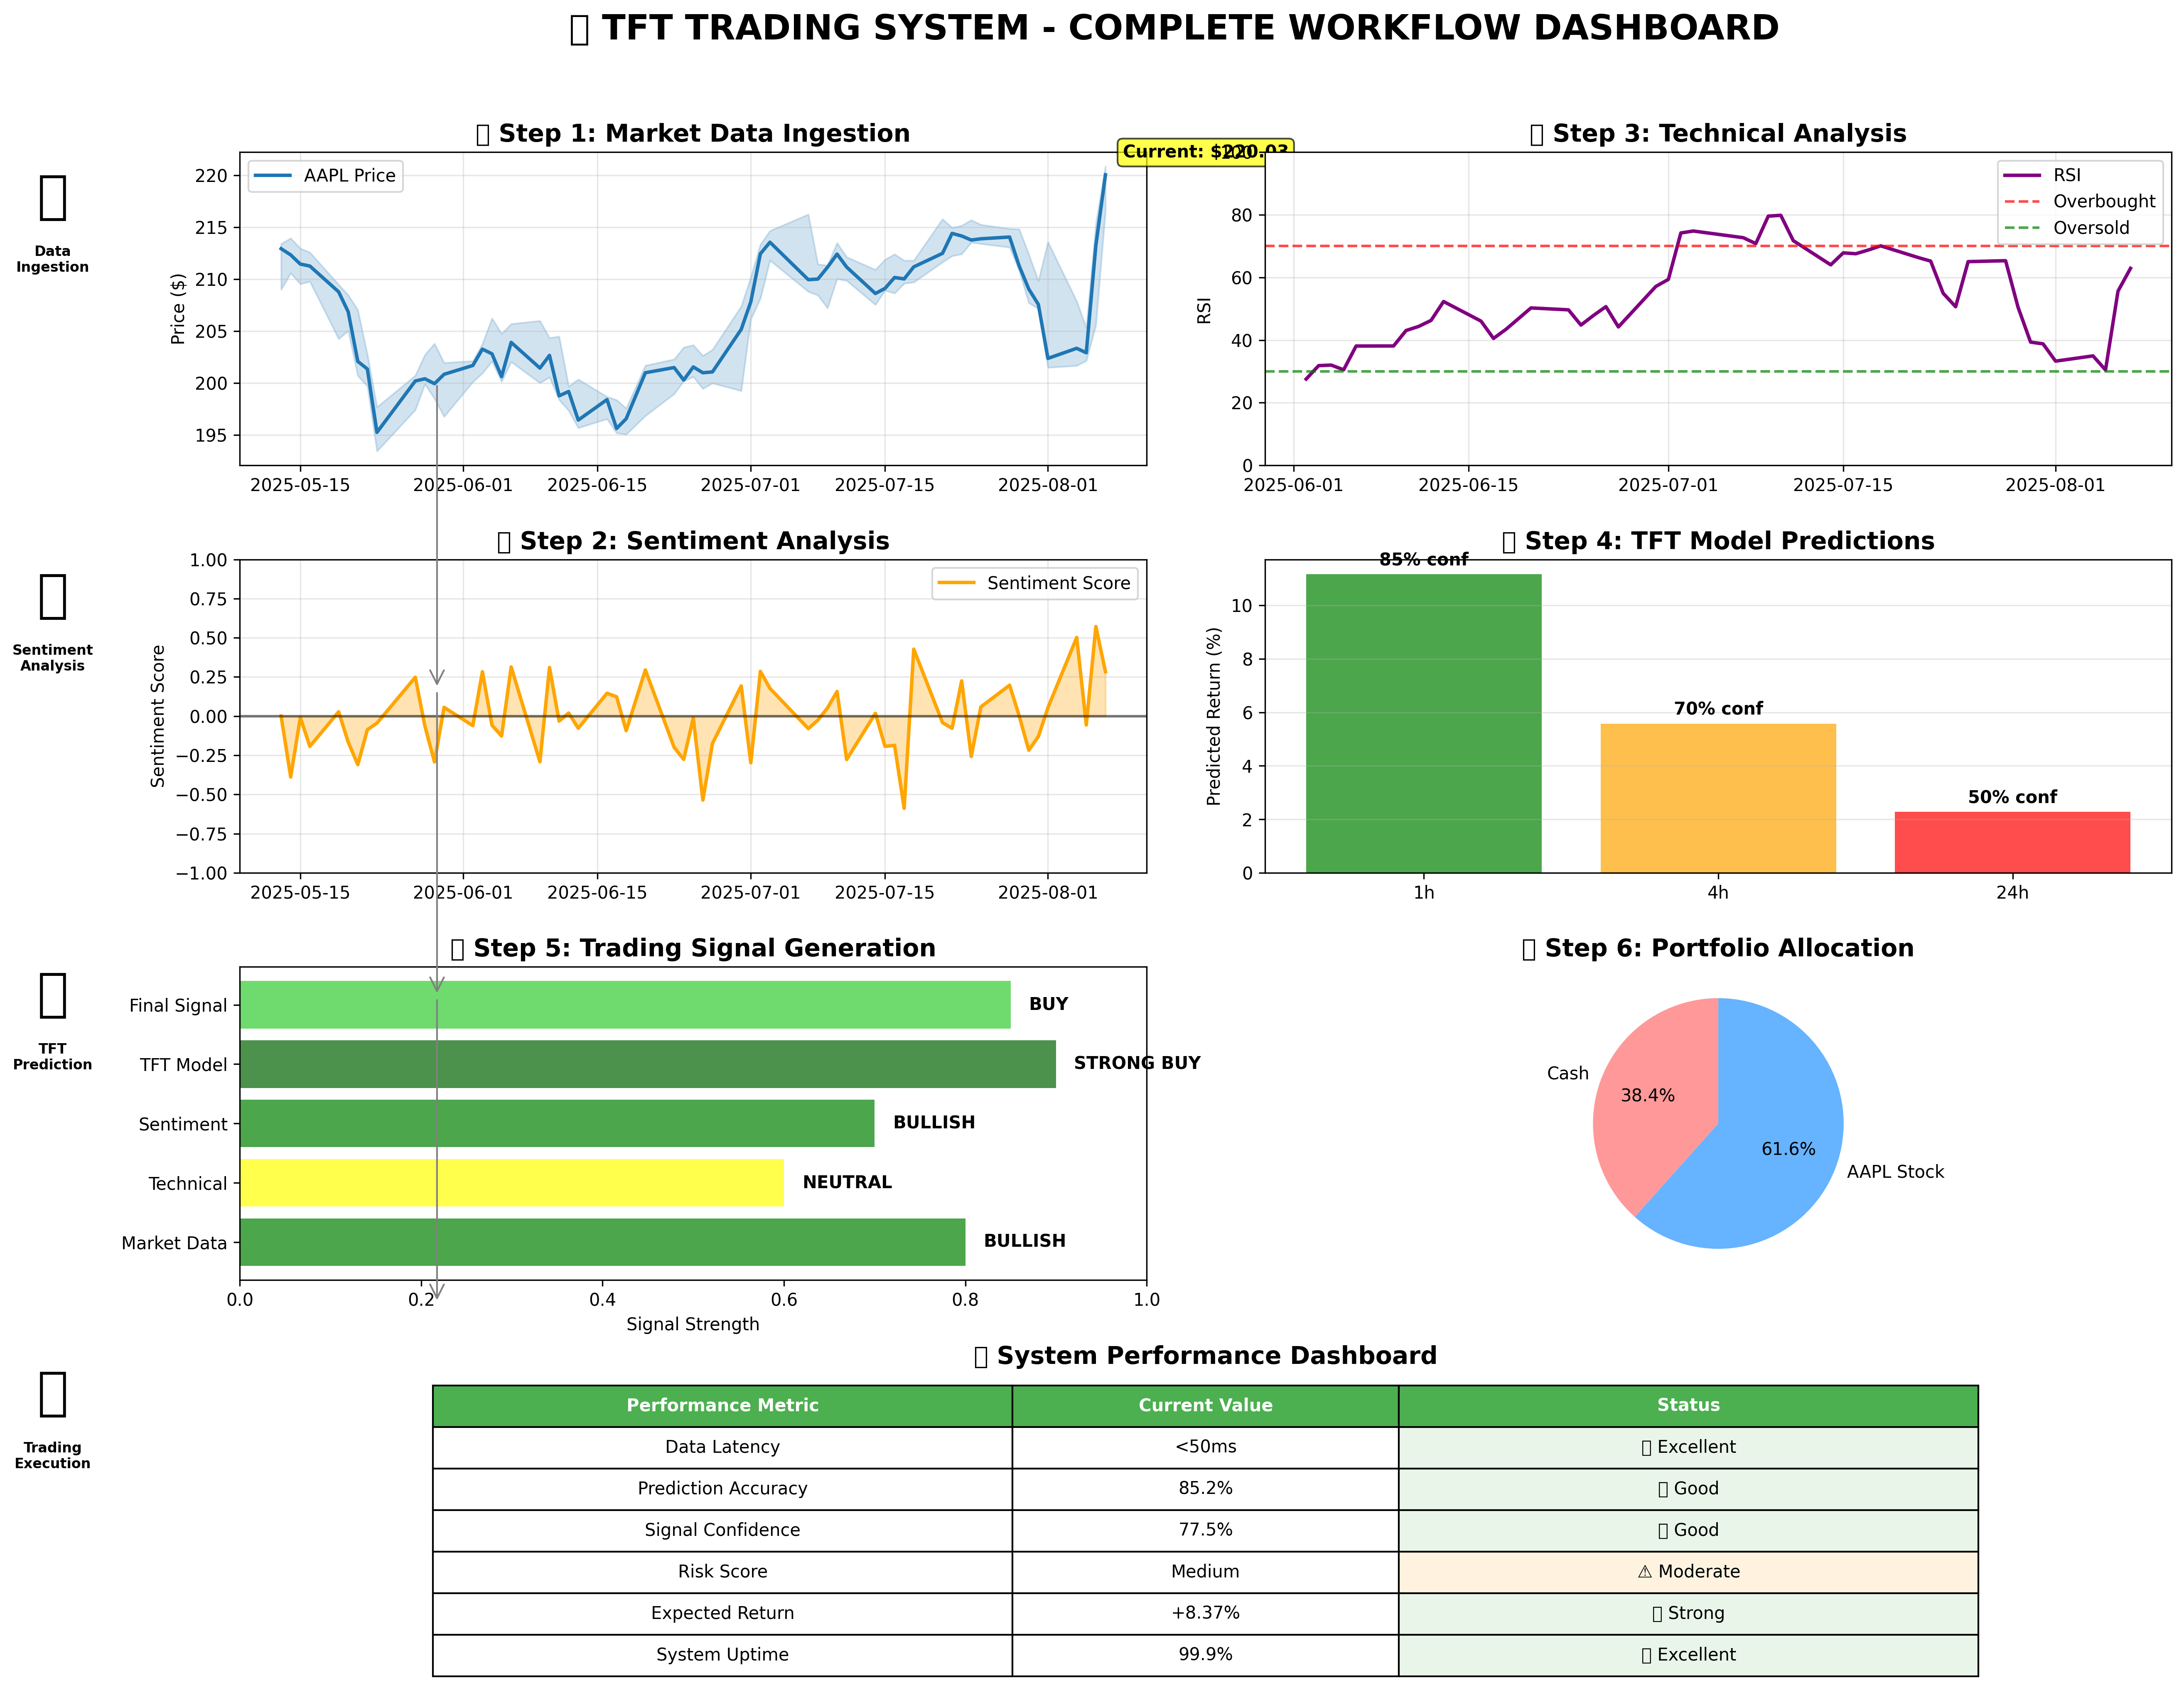 TFT TRADING SYSTEM - COMPLETE WORKFLOW DASHBOARD
Data
Ingestion
Sentiment
Analysis
TFT
Prediction
Trading
Execution
Step 1: Market Data Ingestion
Current: $220.03
AAPL Price
Price ($)
220
215
210
205
200
195
2025-05-15
2025-06-01
2025-06-15
2025-07-01
2025-07-15
2025-08-01
Step 3: Technical Analysis
RSI
Overbought
Oversold
RSI
100
80
60
40
20
0
2025-06-01
2025-06-15
2025-07-01
2025-07-15
2025-08-01
Step 2: Sentiment Analysis
Sentiment Score
Sentiment Score
1.00
0.75
0.50
0.25
0.00
−0.25
−0.50
−0.75
−1.00
2025-05-15
2025-06-01
2025-06-15
2025-07-01
2025-07-15
2025-08-01
Step 4: TFT Model Predictions
Predicted Return (%)
10
8
6
4
2
0
85% conf
70% conf
50% conf
1h
4h
24h
Step 5: Trading Signal Generation
Final Signal
BUY
TFT Model
STRONG BUY
Sentiment
BULLISH
Technical
NEUTRAL
Market Data
BULLISH
0.0
0.2
0.4
0.6
0.8
1.0
Signal Strength
Step 6: Portfolio Allocation
Cash
38.4%
61.6%
AAPL Stock
System Performance Dashboard
Performance Metric Current Value Status
Data Latency <50ms Excellent
Prediction Accuracy 85.2% Good
Signal Confidence 77.5% Good
Risk Score Medium ⚠ Moderate
Expected Return +8.37% Strong
System Uptime 99.9% Excellent